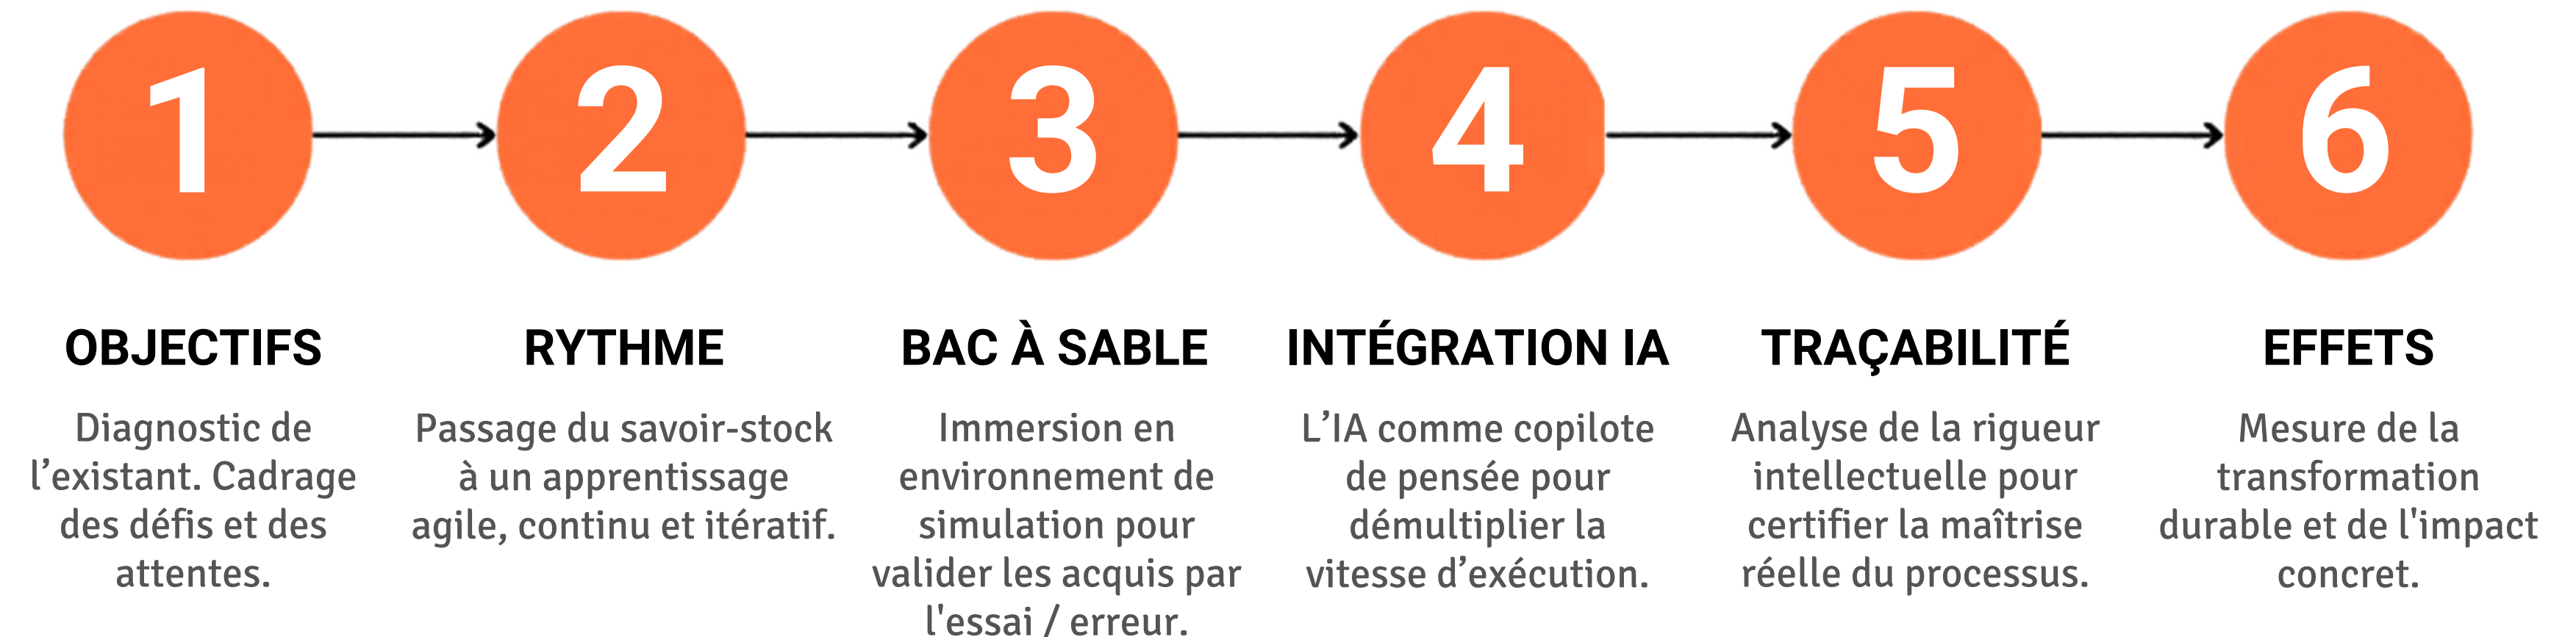 1
2
3
4
5
6
OBJECTIFS
Diagnostic de
l’existant. Cadrage
des défis et des
attentes.
RYTHME
Passage du savoir-stock
à un apprentissage
agile, continu et itératif.
BAC À SABLE
Immersion en
environnement de
simulation pour
valider les acquis par
l'essai / erreur.
INTÉGRATION IA
L’IA comme copilote
de pensée pour
démultiplier la
vitesse d’exécution.
TRAÇABILITÉ
Analyse de la rigueur
intellectuelle pour
certifier la maîtrise
réelle du processus.
EFFETS
Mesure de la
transformation
durable et de l'impact
concret.